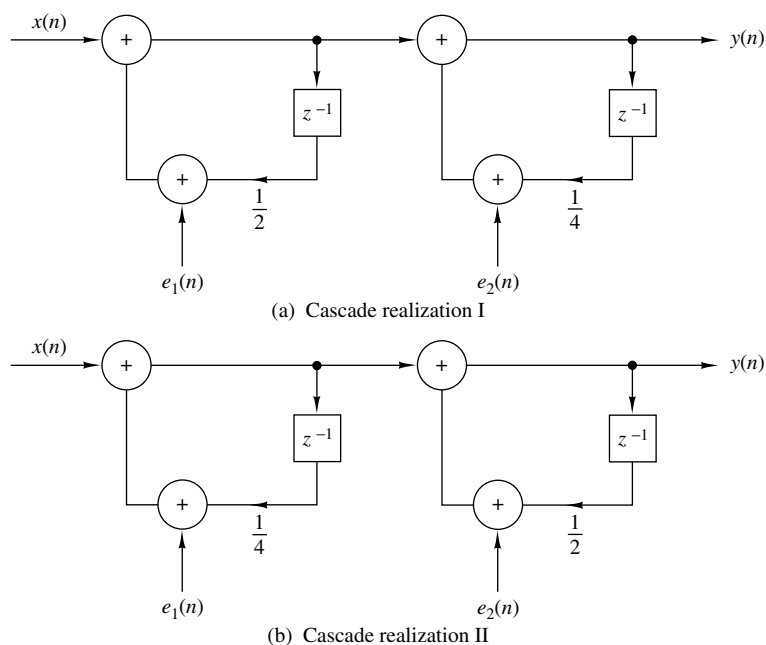 x(n) + + y(n)
z⁻¹ z⁻¹
+ 1/2 + 1/4
e₁(n) e₂(n)
(a) Cascade realization I
x(n) + + y(n)
z⁻¹ z⁻¹
+ 1/4 + 1/2
e₁(n) e₂(n)
(b) Cascade realization II